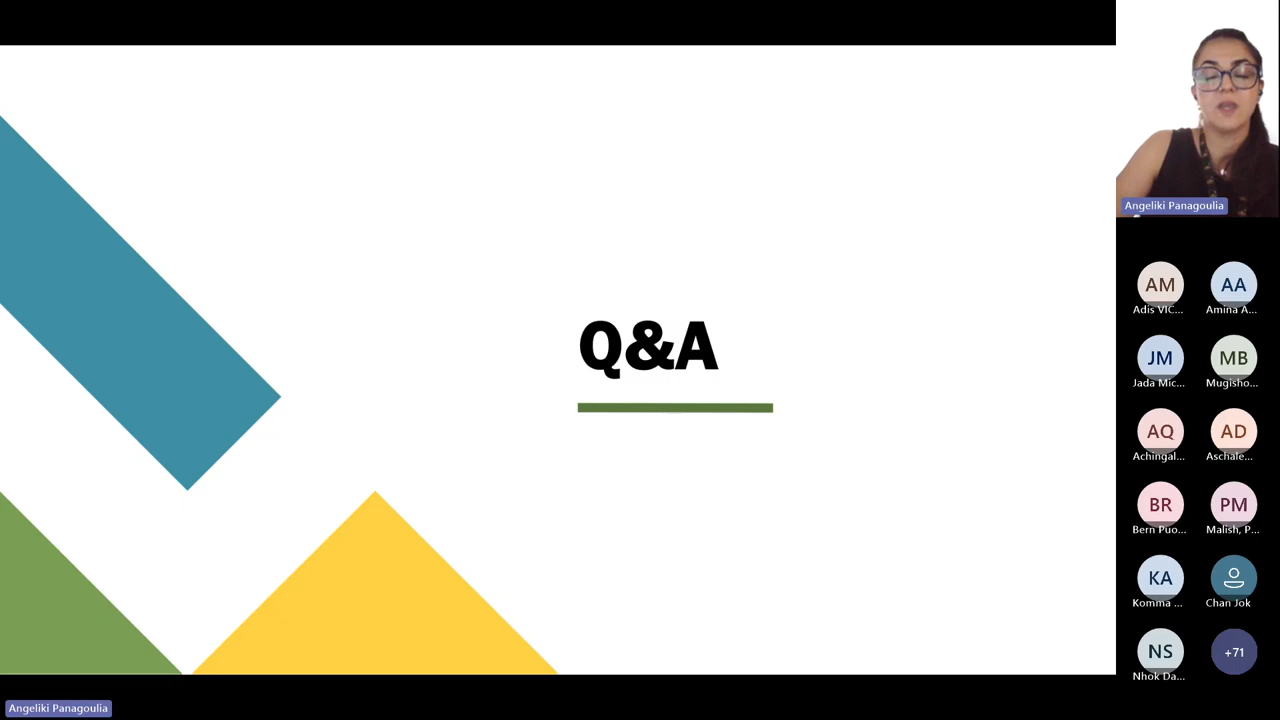 Q&A
Angeliki Panagoulia
AM
Adis VIC...
AA
Amina A...
JM
Jada Mic...
MB
Mugisho...
AQ
Achingal...
AD
Aschale...
BR
Bern Puo...
PM
Malish, P...
KA
Komma ...
Chan Jok
NS
Nhok Da...
+71
Angeliki Panagoulia